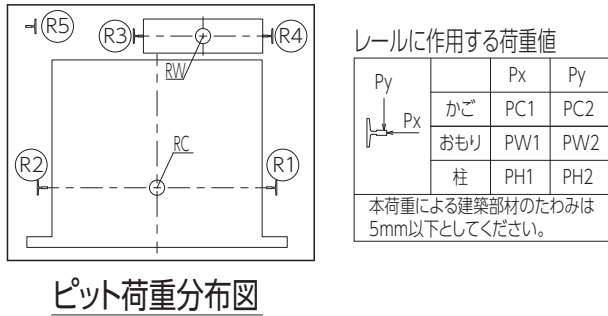 R5
R3
R4
RW
RC
R2
R1
ピット荷重分布図
レールに作用する荷重値
Py
Px
Px Py
かご PC1 PC2
おもり PW1 PW2
柱 PH1 PH2
本荷重による建築部材のたわみは
5mm以下としてください。